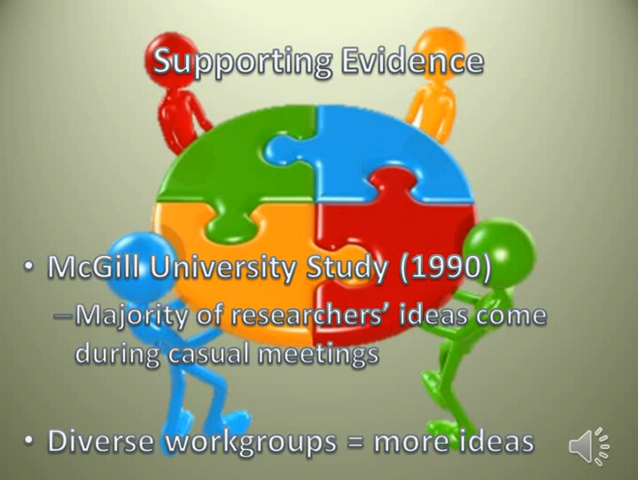 Supporting Evidence
• McGill University Study (1990)
–Majority of researchers’ ideas come
during casual meetings
• Diverse workgroups = more ideas